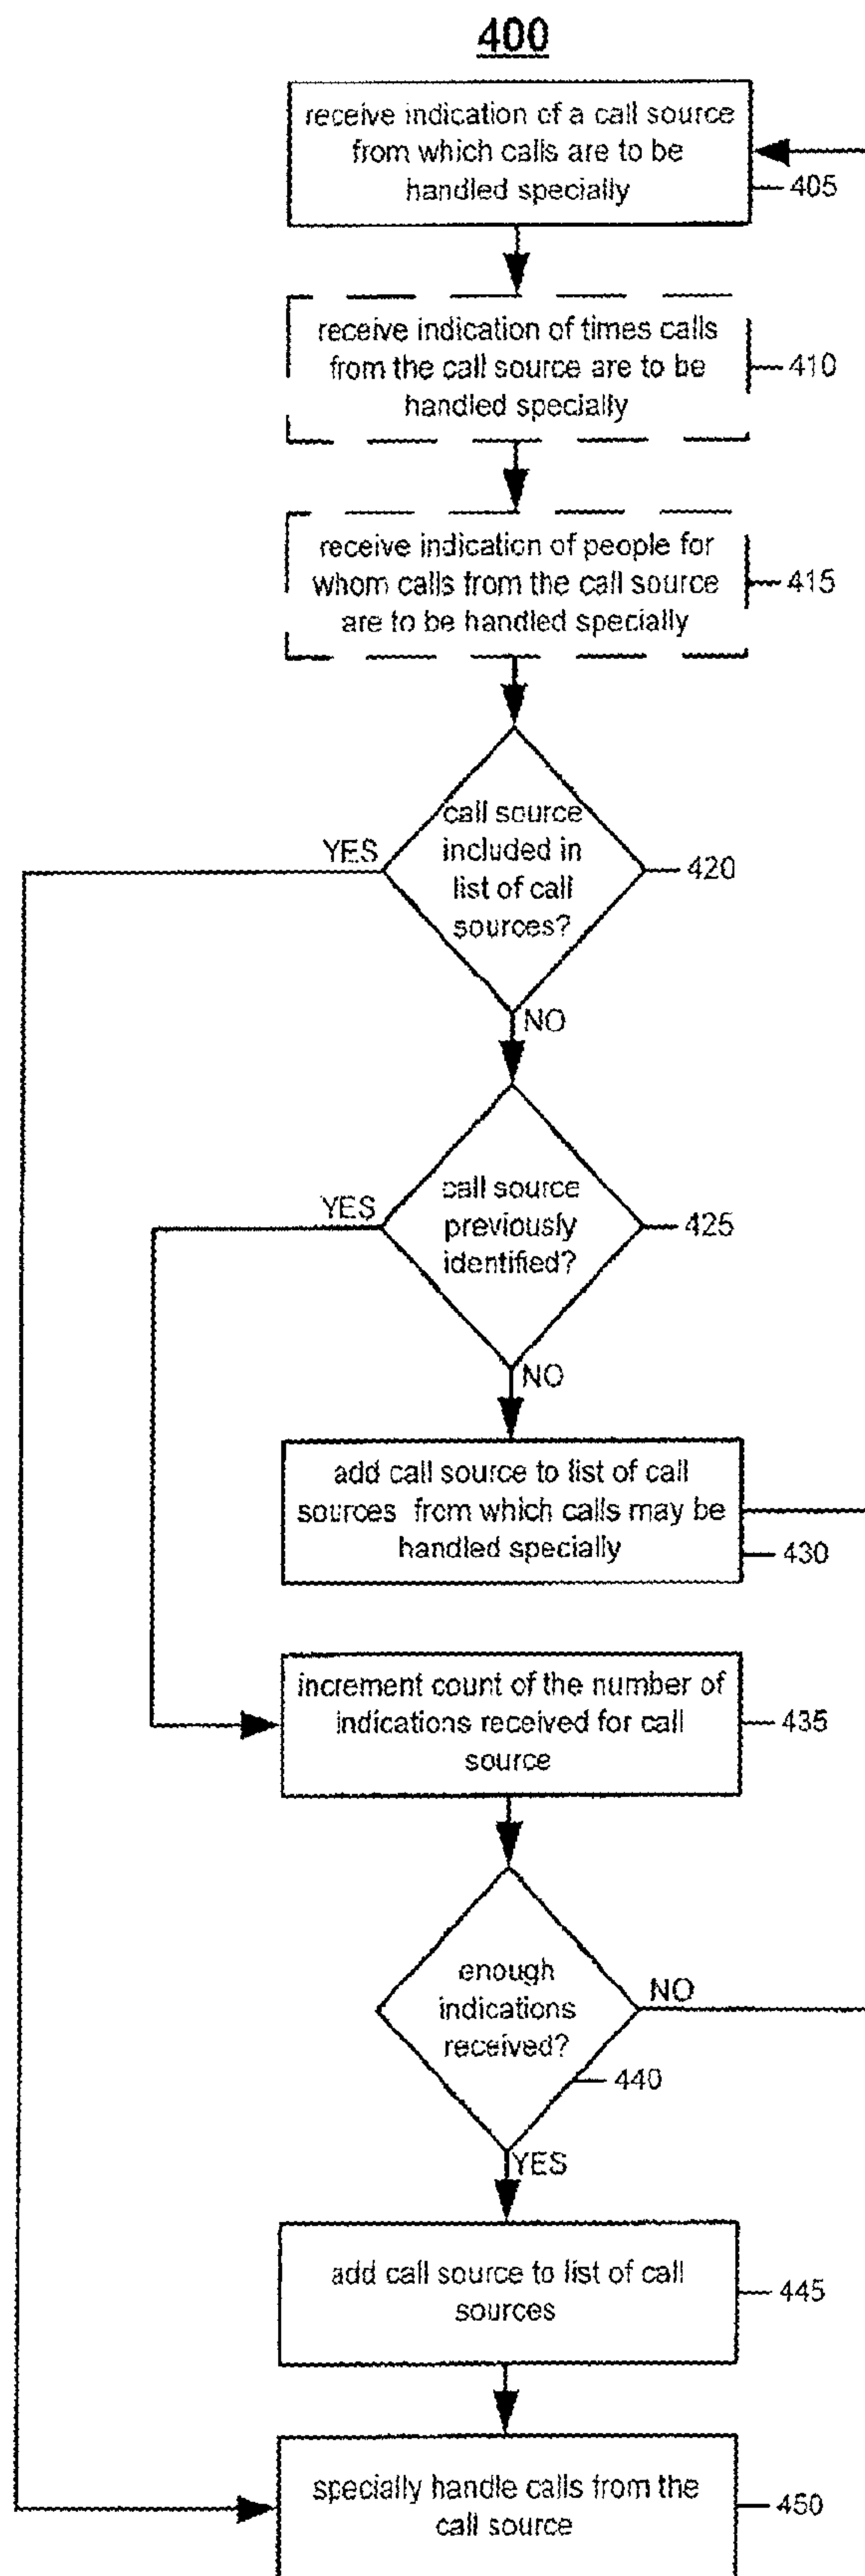 400
receive indication of a call source
from which calls are to be
handled specially
405
receive indication of times calls
from the call source are to be
handled specially
410
receive indication of people for
whom calls from the call source
are to be handled specially
415
call source
included in
list of call
sources?
YES
420
NO
call source
previously
identified?
YES
425
NO
add call source to list of call
sources from which calls may be
handled specially
430
increment count of the number of
indications received for call
source
435
enough
indications
received?
NO
440
YES
add call source to list of call
sources
445
specially handle calls from the
call source
450